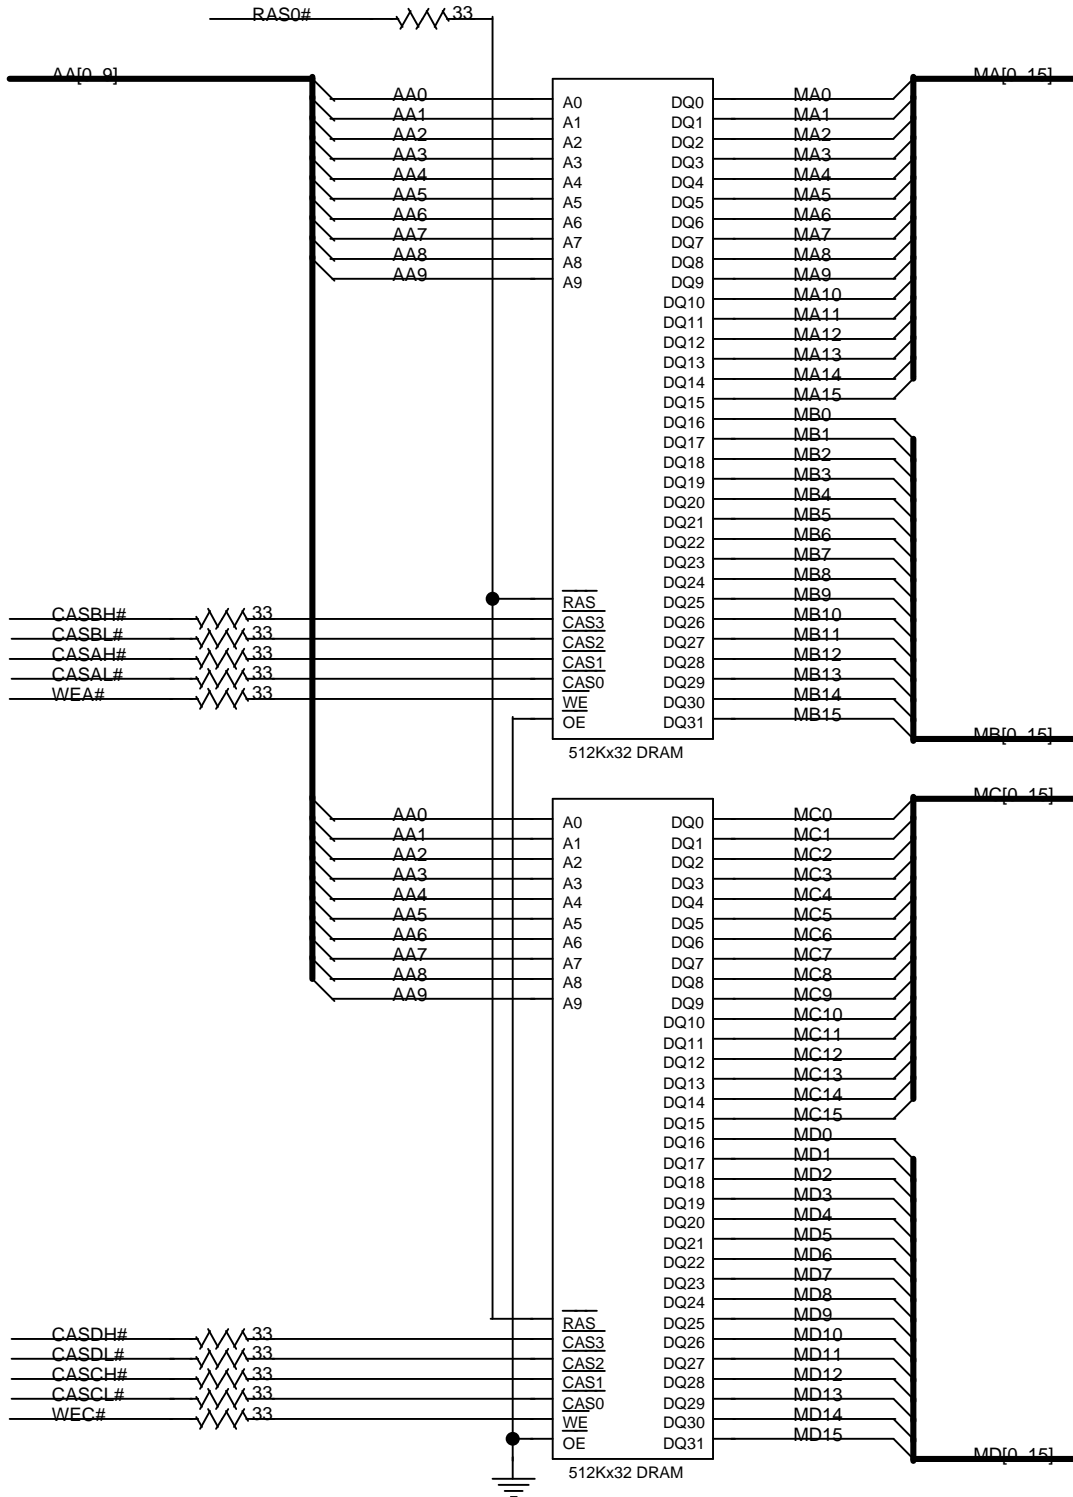 RAS0# 33
AA[0..9] MA[0..15]
AA0 A0 DQ0 MA0
AA1 A1 DQ1 MA1
AA2 A2 DQ2 MA2
AA3 A3 DQ3 MA3
AA4 A4 DQ4 MA4
AA5 A5 DQ5 MA5
AA6 A6 DQ6 MA6
AA7 A7 DQ7 MA7
AA8 A8 DQ8 MA8
AA9 A9 DQ9 MA9
DQ10 MA10
DQ11 MA11
DQ12 MA12
DQ13 MA13
DQ14 MA14
DQ15 MA15
DQ16 MB0
DQ17 MB1
DQ18 MB2
DQ19 MB3
DQ20 MB4
DQ21 MB5
DQ22 MB6
DQ23 MB7
DQ24 MB8
RAS DQ25 MB9
CASBH# 33 CAS3 DQ26 MB10
CASBL# 33 CAS2 DQ27 MB11
CASAH# 33 CAS1 DQ28 MB12
CASAL# 33 CAS0 DQ29 MB13
WEA# 33 WE DQ30 MB14
OE DQ31 MB15
MB[0..15]
512Kx32 DRAM
MC[0..15]
AA0 A0 DQ0 MC0
AA1 A1 DQ1 MC1
AA2 A2 DQ2 MC2
AA3 A3 DQ3 MC3
AA4 A4 DQ4 MC4
AA5 A5 DQ5 MC5
AA6 A6 DQ6 MC6
AA7 A7 DQ7 MC7
AA8 A8 DQ8 MC8
AA9 A9 DQ9 MC9
DQ10 MC10
DQ11 MC11
DQ12 MC12
DQ13 MC13
DQ14 MC14
DQ15 MC15
DQ16 MD0
DQ17 MD1
DQ18 MD2
DQ19 MD3
DQ20 MD4
DQ21 MD5
DQ22 MD6
DQ23 MD7
DQ24 MD8
RAS DQ25 MD9
CASDH# 33 CAS3 DQ26 MD10
CASDL# 33 CAS2 DQ27 MD11
CASCH# 33 CAS1 DQ28 MD12
CASCL# 33 CAS0 DQ29 MD13
WEC# 33 WE DQ30 MD14
OE DQ31 MD15
MD[0..15]
512Kx32 DRAM